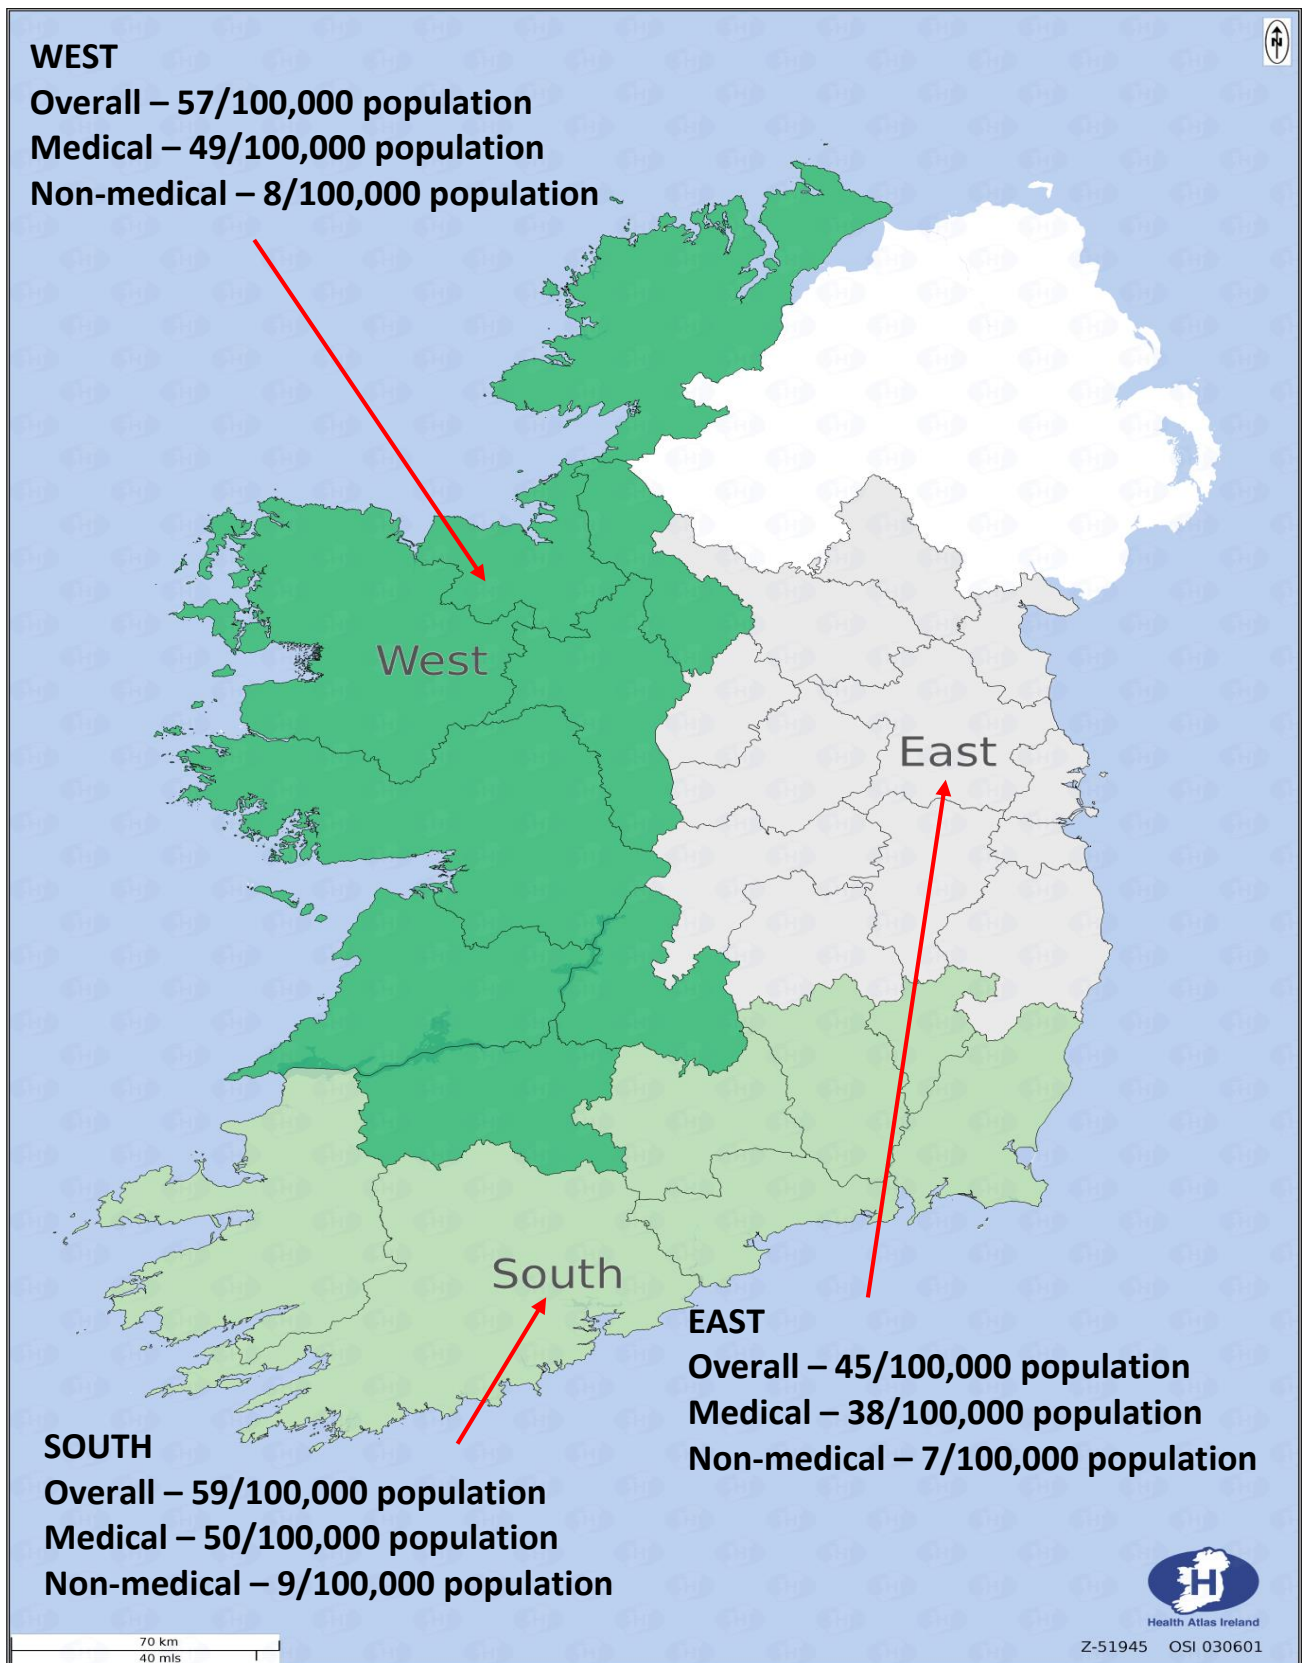 WEST
Overall – 57/100,000 population
Medical – 49/100,000 population
Non-medical – 8/100,000 population
N
West
East
South
EAST
Overall – 45/100,000 population
Medical – 38/100,000 population
Non-medical – 7/100,000 population
SOUTH
Overall – 59/100,000 population
Medical – 50/100,000 population
Non-medical – 9/100,000 population
H
Health Atlas Ireland
70 km
40 mls
Z-51945 OSI 030601